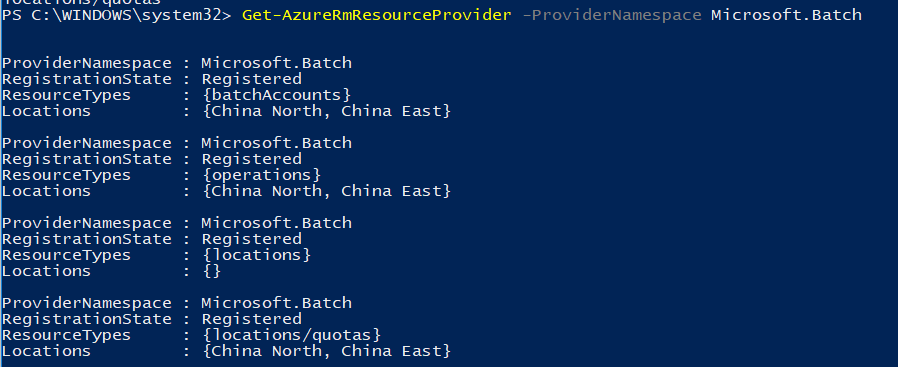 locations/quotas
PS C:\WINDOWS\system32> Get-AzureRmResourceProvider -ProviderNamespace Microsoft.Batch
ProviderNamespace : Microsoft.Batch
RegistrationState : Registered
ResourceTypes     : {batchAccounts}
Locations         : {China North, China East}
ProviderNamespace : Microsoft.Batch
RegistrationState : Registered
ResourceTypes     : {operations}
Locations         : {China North, China East}
ProviderNamespace : Microsoft.Batch
RegistrationState : Registered
ResourceTypes     : {locations}
Locations         : {}
ProviderNamespace : Microsoft.Batch
RegistrationState : Registered
ResourceTypes     : {locations/quotas}
Locations         : {China North, China East}